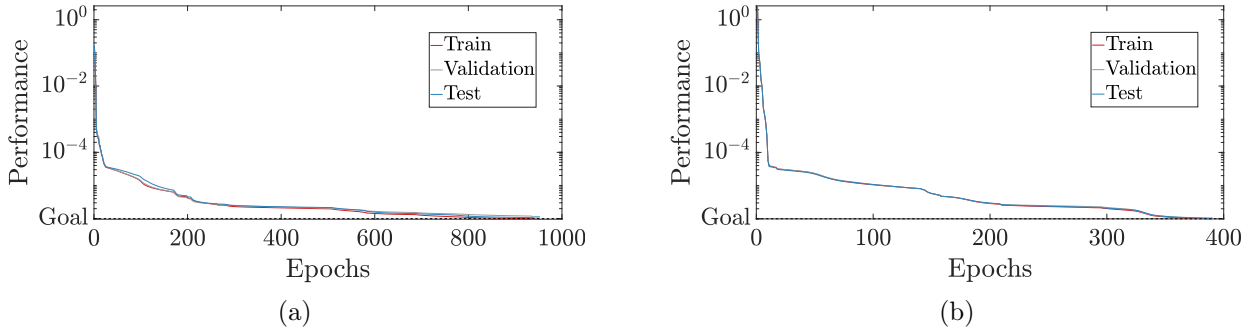 10^0
10^-2
10^-4
Goal
Performance
Train
Validation
Test
0 200 400 600 800 1000
Epochs
(a)
10^0
10^-2
10^-4
Goal
Performance
Train
Validation
Test
0 100 200 300 400
Epochs
(b)